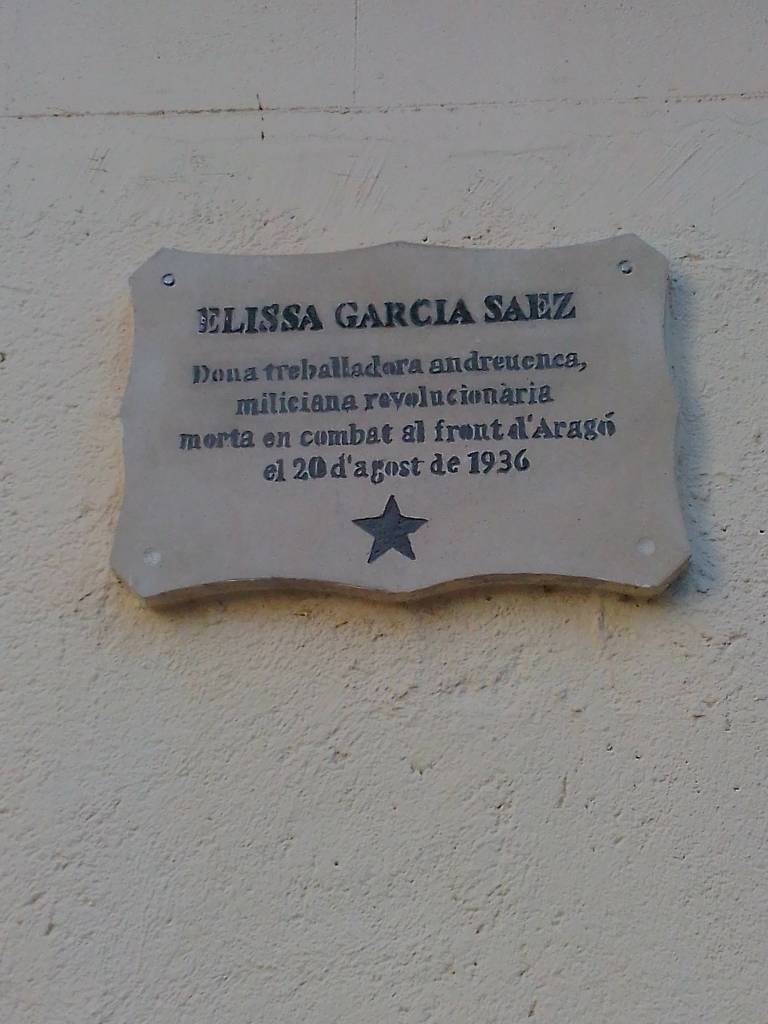 ELISSA GARCIA SAEZ
Dona treballadora andreuenca,
miliciana revolucionària
morta en combat al front d'Aragó
el 20 d'agost de 1936